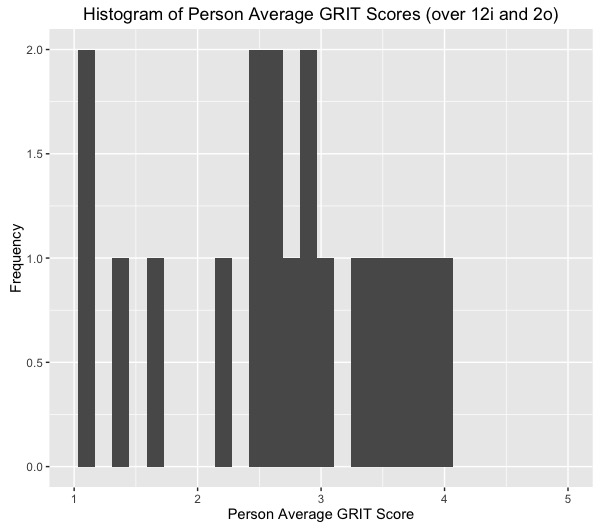 Histogram of Person Average GRIT Scores (over 12i and 2o)
2.0
1.5
1.0
0.5
0.0
Frequency
1 2 3 4 5
Person Average GRIT Score